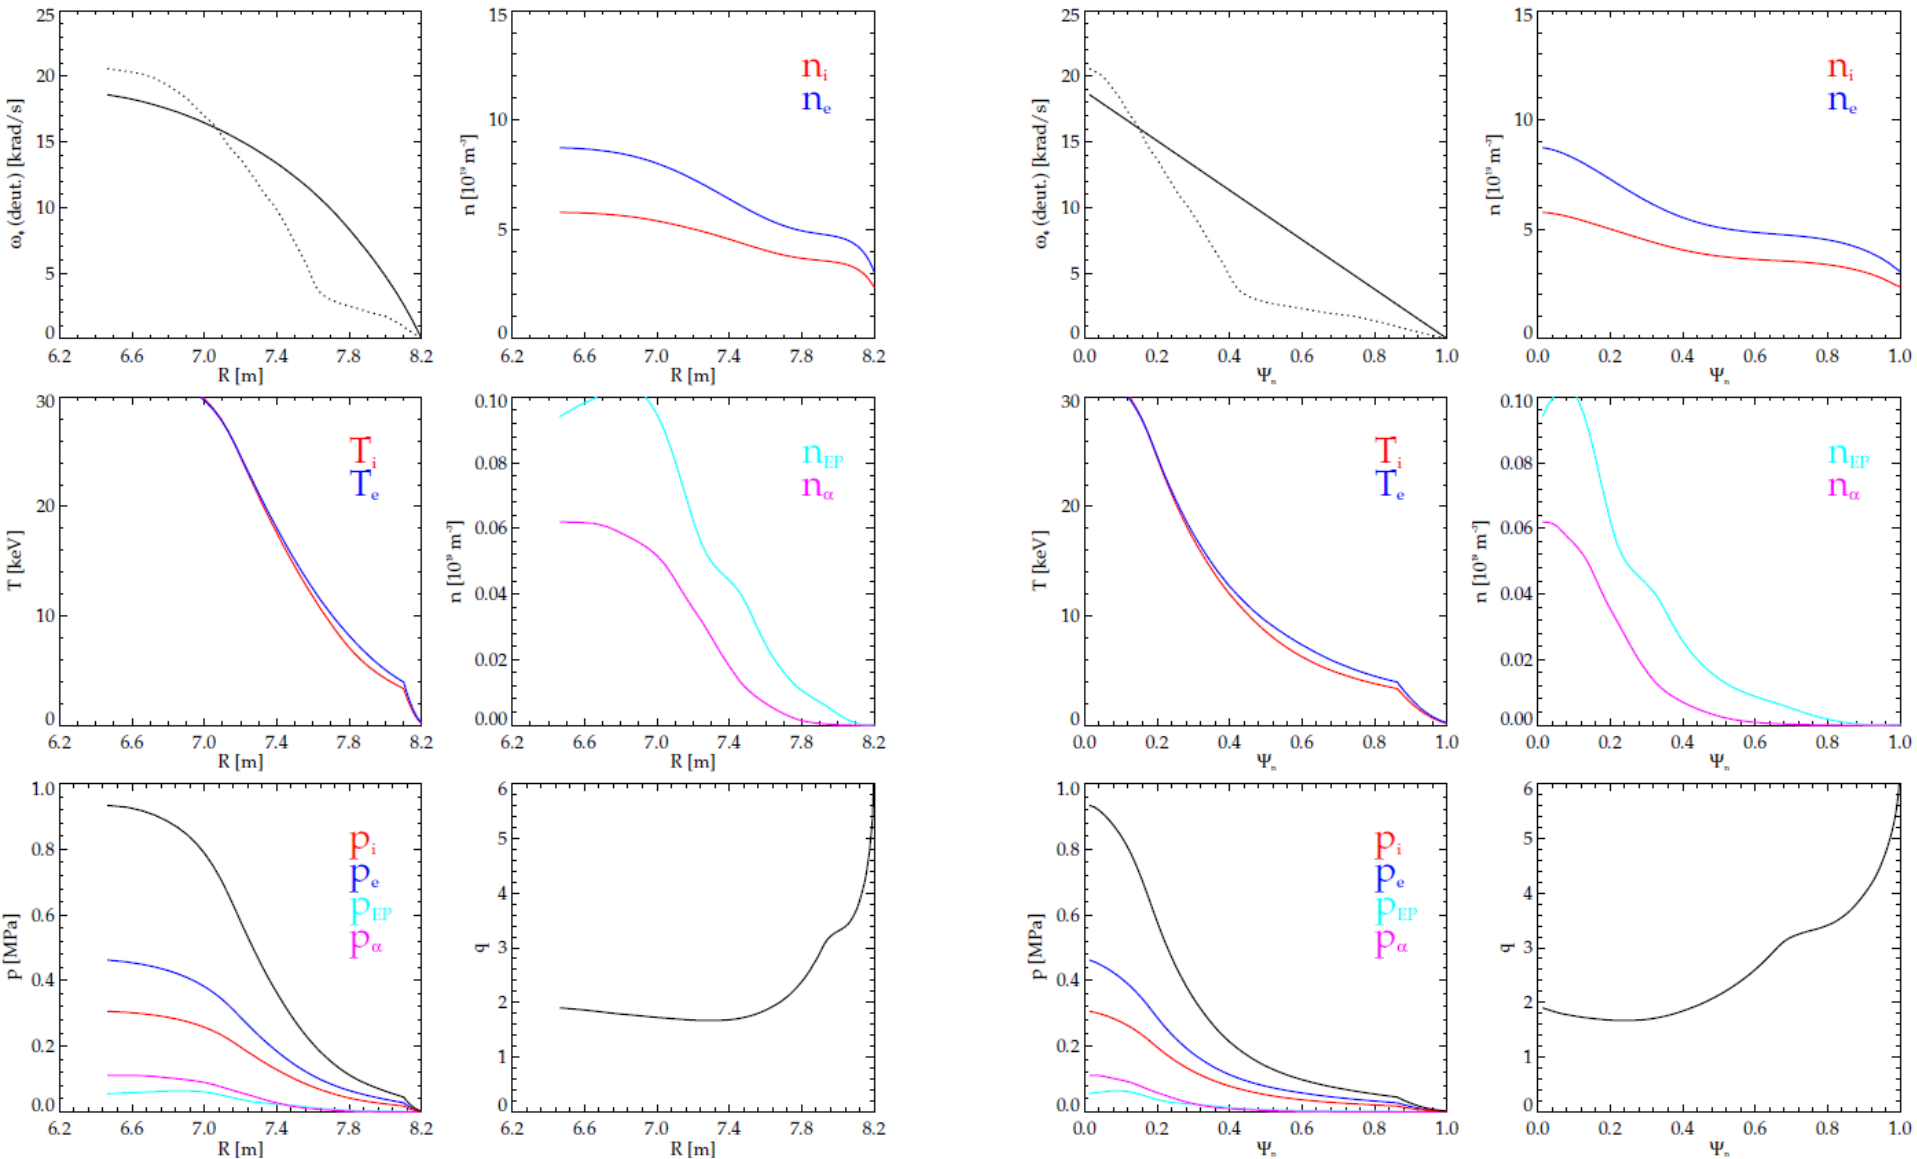 ω* (deut.) [krad/s]
25
20
15
10
5
0
6.2 6.6 7.0 7.4 7.8 8.2
R [m]
n [10¹⁹ m⁻³]
15
10
5
0
n_i
n_e
6.2 6.6 7.0 7.4 7.8 8.2
R [m]
ω* (deut.) [krad/s]
25
20
15
10
5
0
0.0 0.2 0.4 0.6 0.8 1.0
Ψₙ
n [10¹⁹ m⁻³]
15
10
5
0
n_i
n_e
0.0 0.2 0.4 0.6 0.8 1.0
Ψₙ
T [keV]
30
20
10
0
T_i
T_e
6.2 6.6 7.0 7.4 7.8 8.2
R [m]
n [10¹⁹ m⁻³]
0.10
0.08
0.06
0.04
0.02
0.00
n_EP
n_α
6.2 6.6 7.0 7.4 7.8 8.2
R [m]
T [keV]
30
20
10
0
T_i
T_e
0.0 0.2 0.4 0.6 0.8 1.0
Ψₙ
n [10¹⁹ m⁻³]
0.10
0.08
0.06
0.04
0.02
0.00
n_EP
n_α
0.0 0.2 0.4 0.6 0.8 1.0
Ψₙ
p [MPa]
1.0
0.8
0.6
0.4
0.2
0.0
p_i
p_e
p_EP
p_α
6.2 6.6 7.0 7.4 7.8 8.2
R [m]
q
6
5
4
3
2
1
0
6.2 6.6 7.0 7.4 7.8 8.2
R [m]
p [MPa]
1.0
0.8
0.6
0.4
0.2
0.0
p_i
p_e
p_EP
p_α
0.0 0.2 0.4 0.6 0.8 1.0
Ψₙ
q
6
5
4
3
2
1
0
0.0 0.2 0.4 0.6 0.8 1.0
Ψₙ